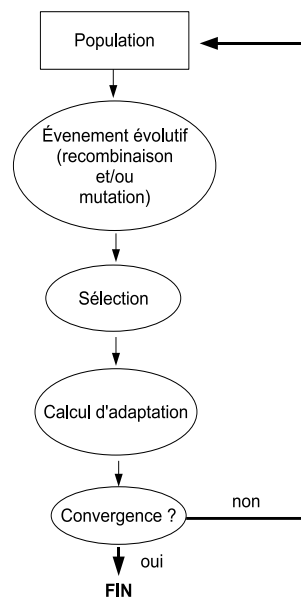 Population
Évenement évolutif
(recombinaison
et/ou
mutation)
Sélection
Calcul d'adaptation
Convergence ?
non
oui
FIN